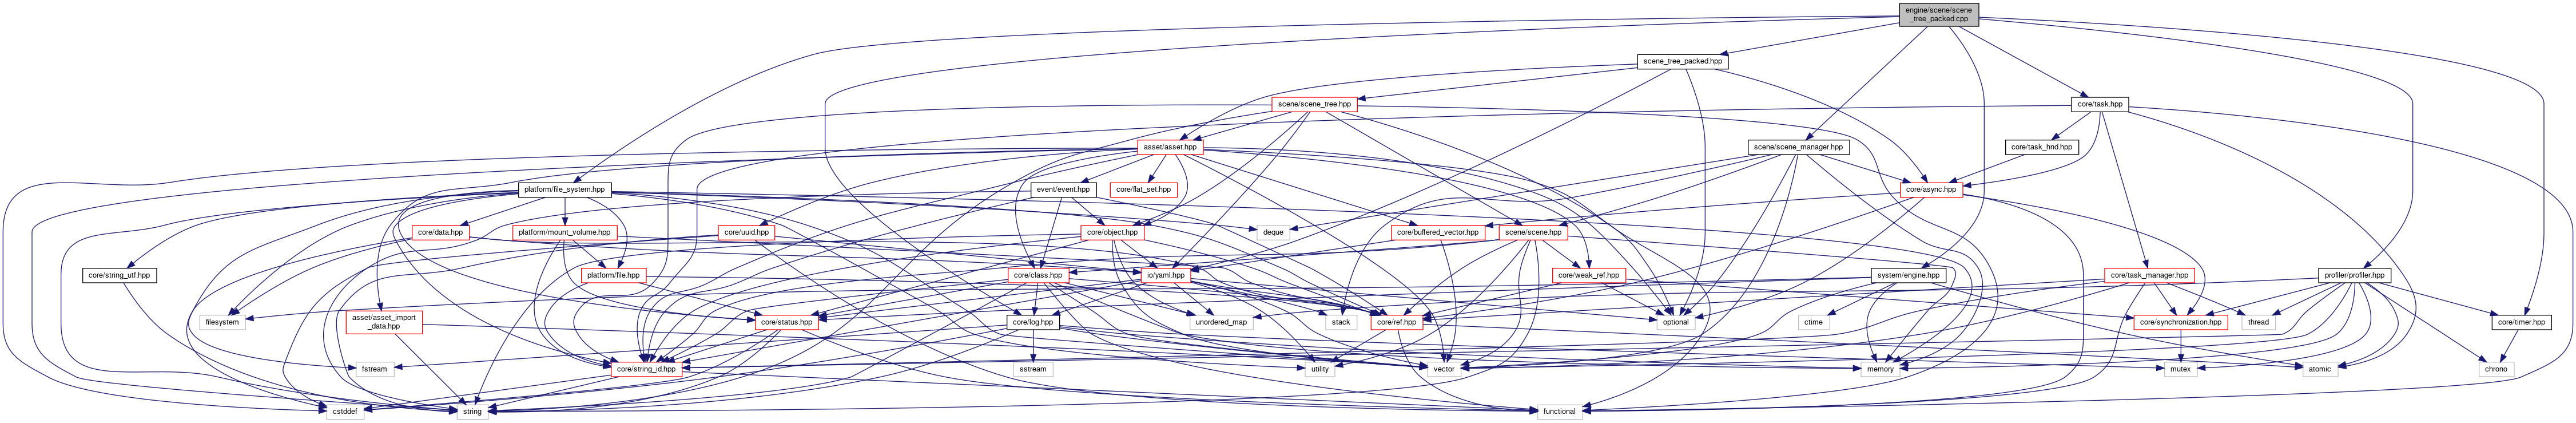 engine/scene/scene
_tree_packed.cpp
scene_tree_packed.hpp
scene/scene_tree.hpp
core/task.hpp
asset/asset.hpp
scene/scene_manager.hpp
core/task_hnd.hpp
platform/file_system.hpp
event/event.hpp
core/flat_set.hpp
core/async.hpp
core/data.hpp
platform/mount_volume.hpp
core/uuid.hpp
deque
core/object.hpp
core/buffered_vector.hpp
scene/scene.hpp
core/string_utf.hpp
platform/file.hpp
core/class.hpp
io/yaml.hpp
core/weak_ref.hpp
system/engine.hpp
core/task_manager.hpp
profiler/profiler.hpp
filesystem
asset/asset_import
_data.hpp
core/status.hpp
core/log.hpp
unordered_map
stack
core/ref.hpp
optional
ctime
core/synchronization.hpp
thread
core/timer.hpp
fstream
core/string_id.hpp
sstream
utility
vector
memory
mutex
atomic
chrono
cstddef
string
functional